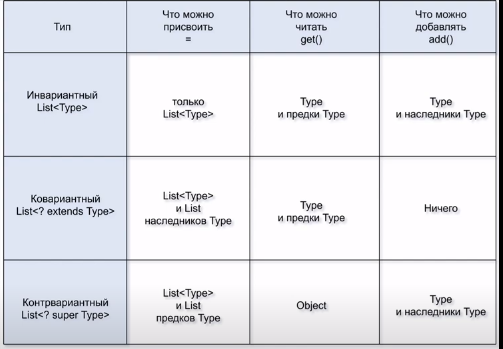 Тип
Что можно
присвоить
=
Что можно
читать
get()
Что можно
добавлять
add()
Инвариантный
List<Type>
только
List<Type>
Type
и предки Type
Type
и наследники Type
Ковариантный
List<? extends Type>
List<Type>
и List
наследников Type
Type
и предки Type
Ничего
Контрвариантный
List<? super Type>
List<Type>
и List
предков Type
Object
Type
и наследники Type